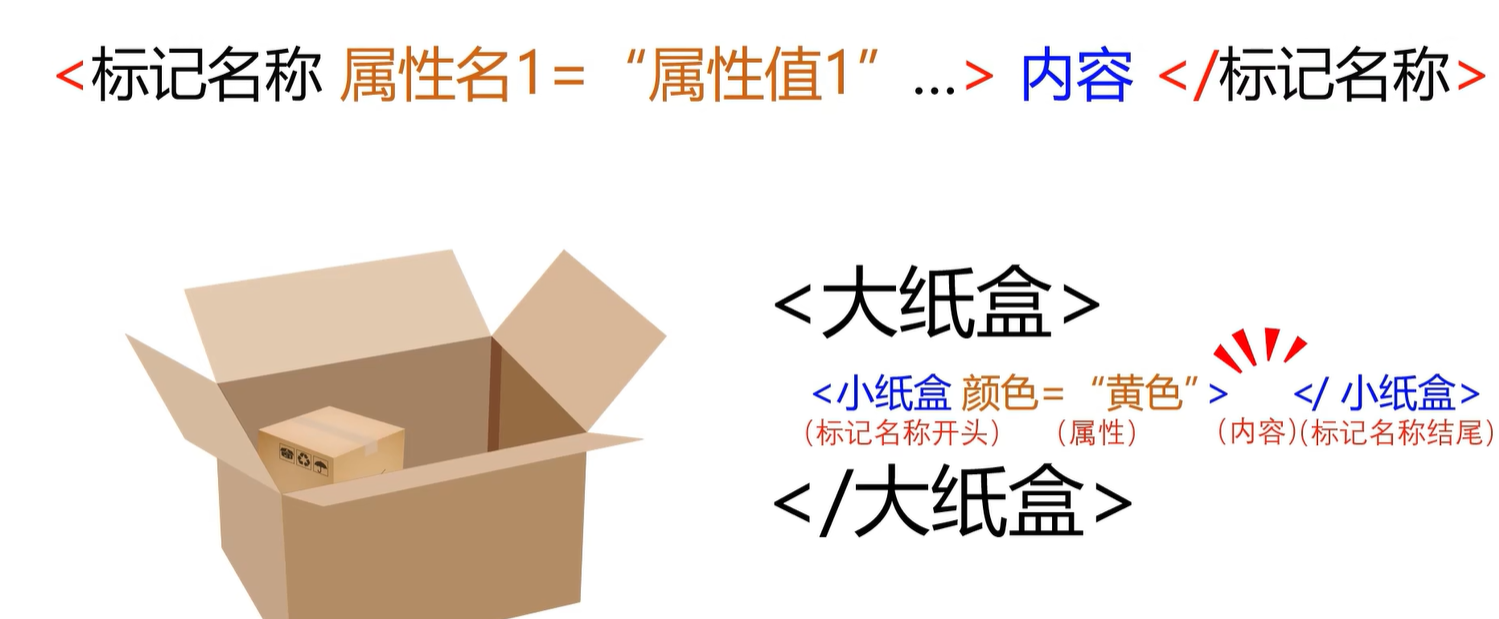 <标记名称 属性名1=“属性值1”...> 内容 </标记名称>
<大纸盒>
<小纸盒 颜色=“黄色”> </ 小纸盒>
(标记名称开头) (属性) (内容)(标记名称结尾)
</大纸盒>